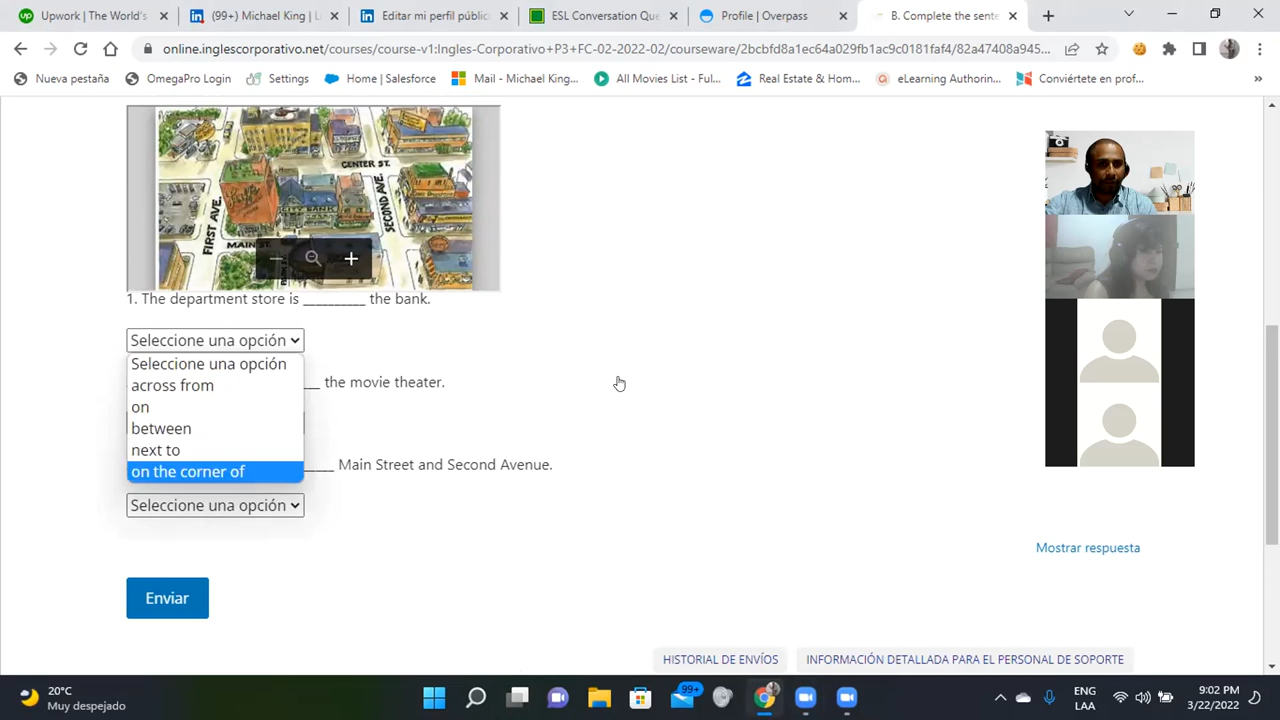 Upwork | The World's
(99+) Michael King | Li
Editar mi perfil públic
ESL Conversation Que
Profile | Overpass
B. Complete the sente
online.inglescorporativo.net/courses/course-v1:Ingles-Corporativo+P3+FC-02-2022-02/courseware/2bcbfd8a1ec64a029fb1ac9c0181faf4/82a47408a945...
Nueva pestaña
OmegaPro Login
Settings
Home | Salesforce
Mail - Michael King...
All Movies List - Ful...
Real Estate & Hom...
eLearning Authorin...
Conviértete en prof...
»
CENTER ST.
CITY BANK
FIRST AVE.
SECOND AVE.
MAIN ST.
1. The department store is __________ the bank.
Seleccione una opción
Seleccione una opción
across from
on
between
next to
on the corner of
___ the movie theater.
_____ Main Street and Second Avenue.
Seleccione una opción
Mostrar respuesta
Enviar
HISTORIAL DE ENVÍOS
INFORMACIÓN DETALLADA PARA EL PERSONAL DE SOPORTE
20°C
Muy despejado
99+
ENG
LAA
9:02 PM
3/22/2022